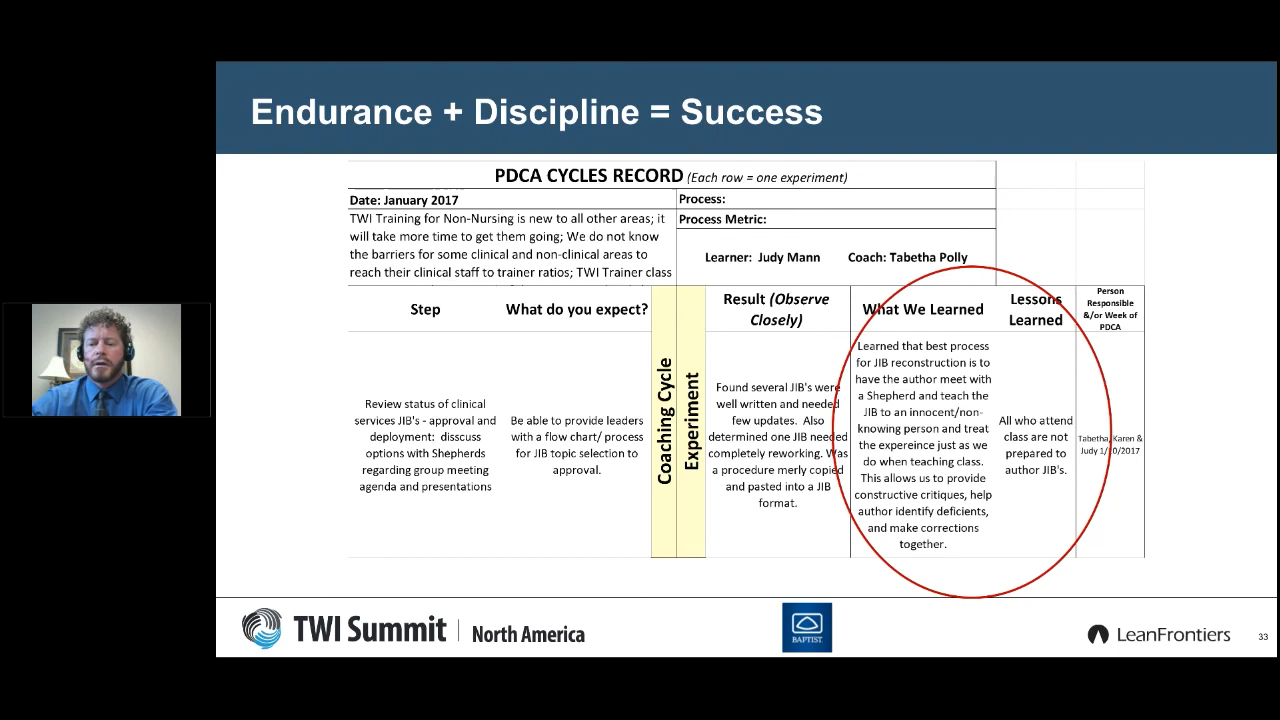 Endurance + Discipline = Success
PDCA CYCLES RECORD (Each row = one experiment)
Date: January 2017
Process:
TWI Training for Non-Nursing is new to all other areas; it
will take more time to get them going; We do not know
the barriers for some clinical and non-clinical areas to
reach their clinical staff to trainer ratios; TWI Trainer class
Process Metric:
Learner: Judy Mann Coach: Tabetha Polly
Step
What do you expect?
Coaching Cycle
Experiment
Result (Observe
Closely)
What We Learned
Lessons
Learned
Person
Responsible
&/or Week of
PDCA
Review status of clinical
services JIB's - approval and
deployment: disscuss
options with Shepherds
regarding group meeting
agenda and presentations
Be able to provide leaders
with a flow chart/ process
for JIB topic selection to
approval.
Found several JIB's were
well written and needed
few updates. Also
determined one JIB needed
completely reworking. Was
a procedure merly copied
and pasted into a JIB
format.
Learned that best process
for JIB reconstruction is to
have the author meet with
a Shepherd and teach the
JIB to an innocent/non-
knowing person and treat
the expereince just as we
do when teaching class.
This allows us to provide
constructive critiques, help
author identify deficients,
and make corrections
together.
All who attend
class are not
prepared to
author JIB's.
Tabetha, Karen &
Judy 1/20/2017
TWI Summit North America
BAPTIST
LeanFrontiers
33